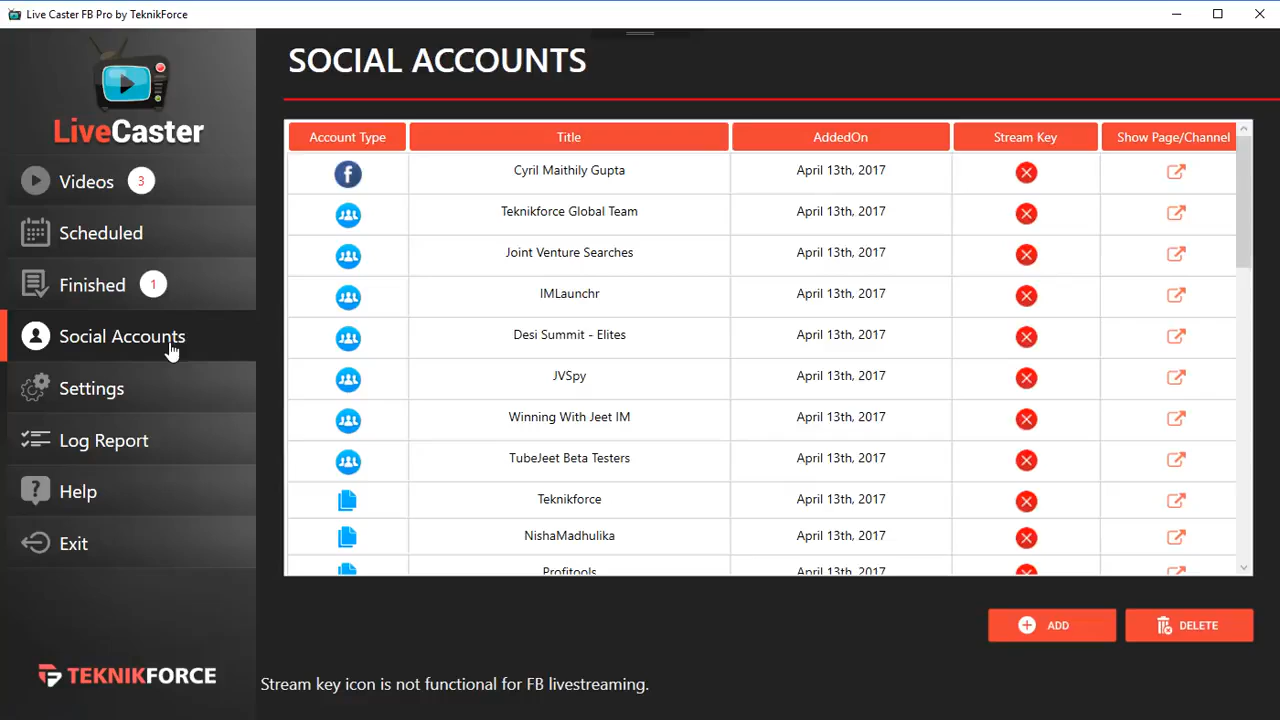 Live Caster FB Pro by TeknikForce
LiveCaster
Videos 3
Scheduled
Finished 1
Social Accounts
Settings
Log Report
Help
Exit
TEKNIKFORCE
SOCIAL ACCOUNTS
Account Type Title AddedOn Stream Key Show Page/Channel
Cyril Maithily Gupta April 13th, 2017
Teknikforce Global Team April 13th, 2017
Joint Venture Searches April 13th, 2017
IMLaunchr April 13th, 2017
Desi Summit - Elites April 13th, 2017
JVSpy April 13th, 2017
Winning With Jeet IM April 13th, 2017
TubeJeet Beta Testers April 13th, 2017
Teknikforce April 13th, 2017
NishaMadhulika April 13th, 2017
Profitools April 13th, 2017
ADD DELETE
Stream key icon is not functional for FB livestreaming.